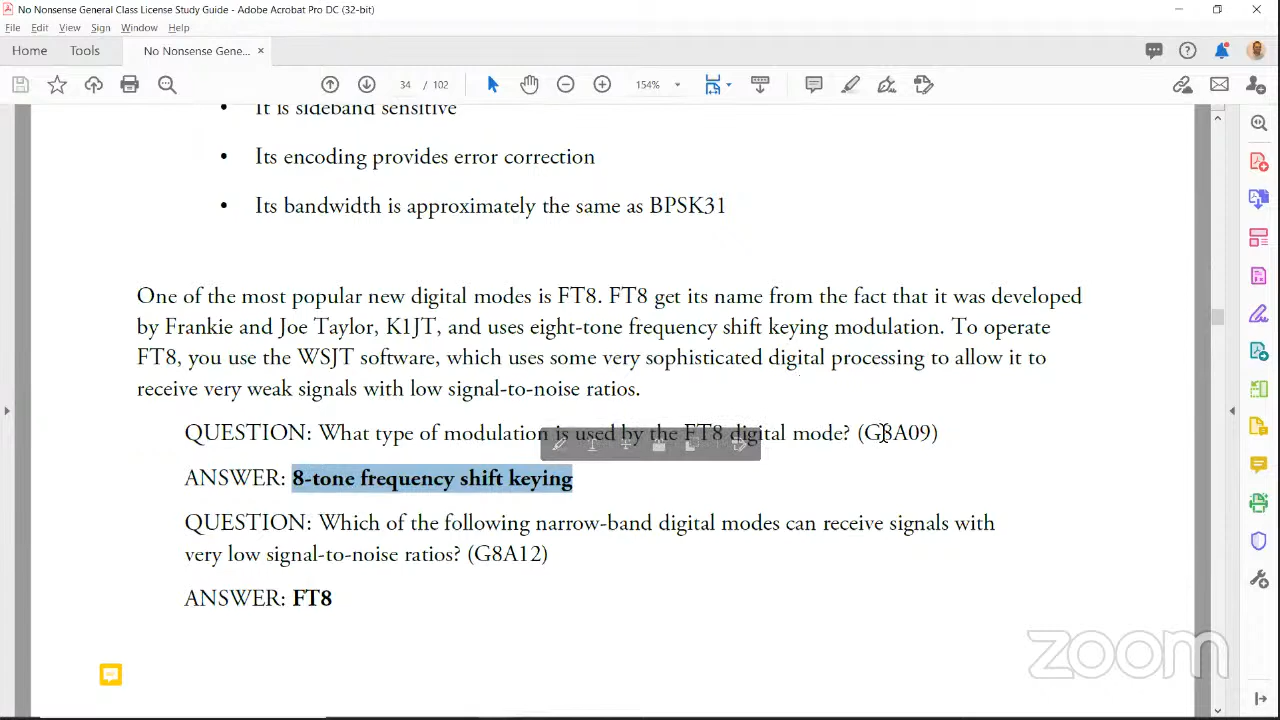 No Nonsense General Class License Study Guide - Adobe Acrobat Pro DC (32-bit)
File Edit View Sign Window Help
Home Tools No Nonsense Gene... ×
34 / 102 154%
• It is sideband sensitive
• Its encoding provides error correction
• Its bandwidth is approximately the same as BPSK31
One of the most popular new digital modes is FT8. FT8 get its name from the fact that it was developed
by Frankie and Joe Taylor, K1JT, and uses eight-tone frequency shift keying modulation. To operate
FT8, you use the WSJT software, which uses some very sophisticated digital processing to allow it to
receive very weak signals with low signal-to-noise ratios.
QUESTION: What type of modulation is used by the FT8 digital mode? (G8A09)
ANSWER: 8-tone frequency shift keying
QUESTION: Which of the following narrow-band digital modes can receive signals with
very low signal-to-noise ratios? (G8A12)
ANSWER: FT8
zoom